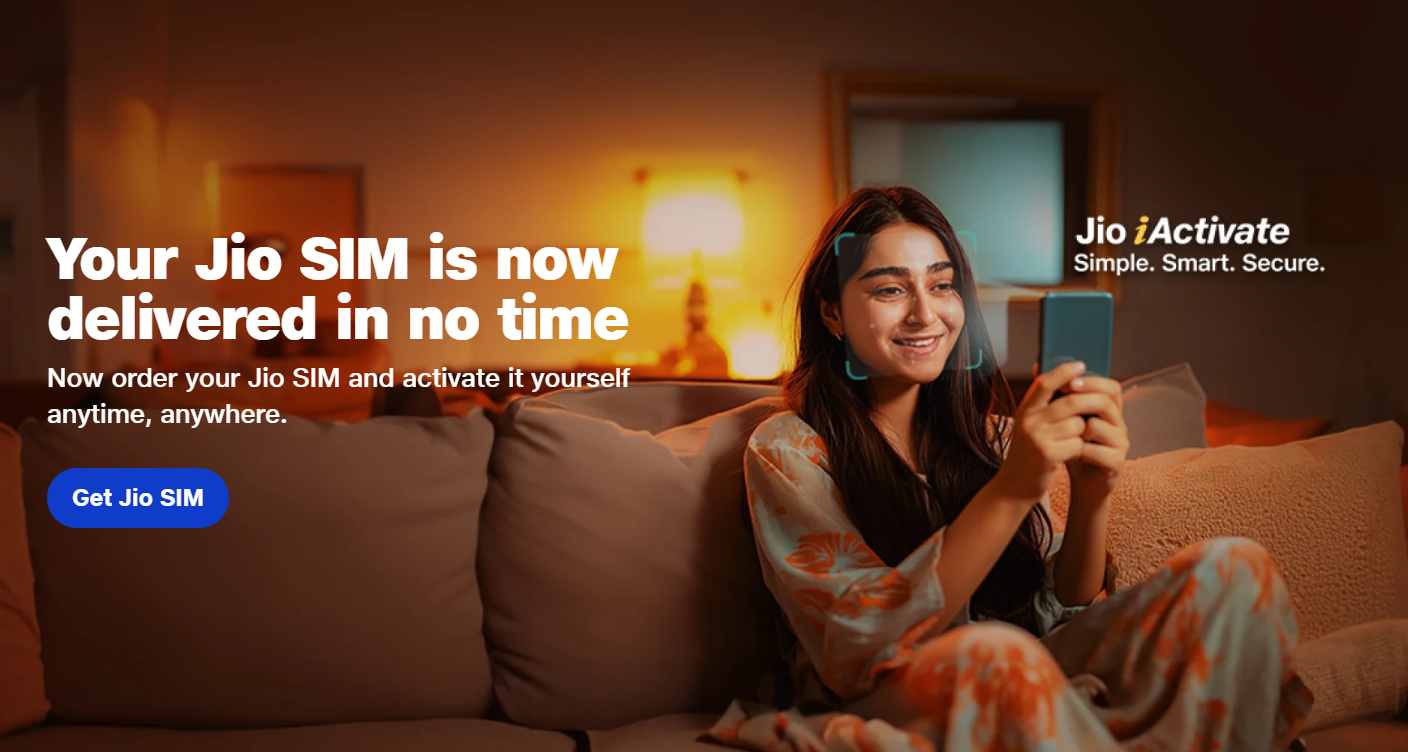 Your Jio SIM is now
delivered in no time
Now order your Jio SIM and activate it yourself
anytime, anywhere.
Get Jio SIM
Jio iActivate
Simple. Smart. Secure.